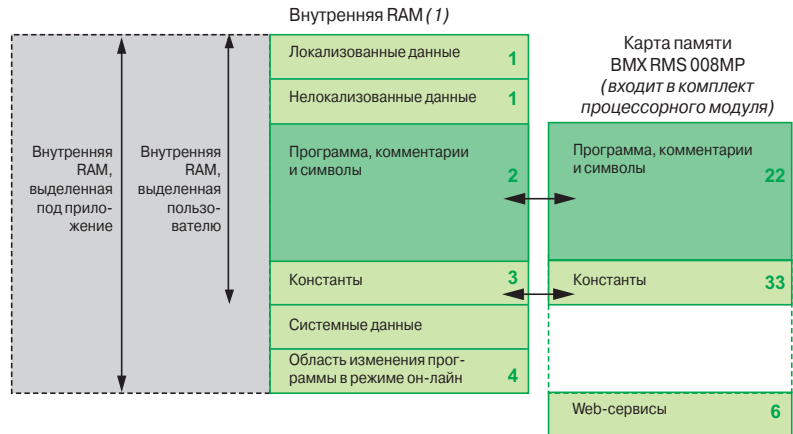 Внутренняя RAM (1)
Карта памяти
BMX RMS 008MP
(входит в комплект
процессорного модуля)
Внутренняя
RAM,
выделенная
под прило-
жение
Внутренняя
RAM,
выделенная
пользо-
вателю
Локализованные данные 1
Нелокализованные данные 1
Программа, комментарии
и символы 2
Константы 3
Системные данные
Область изменения прог-
раммы в режиме он-лайн 4
Программа, комментарии
и символы 22
Константы 33
Web-сервисы 6